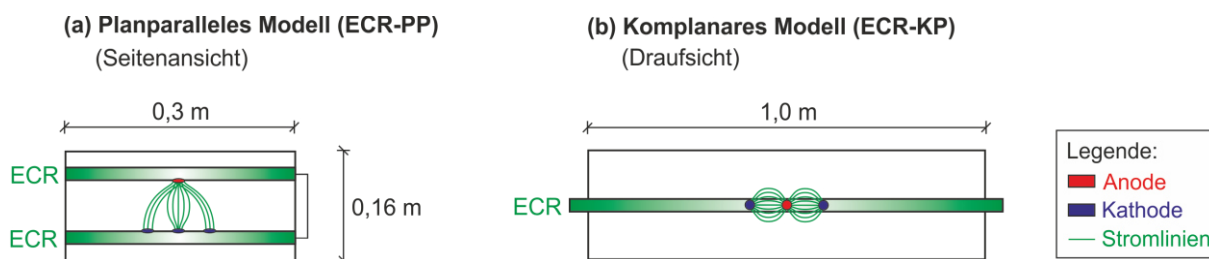 (a) Planparalleles Modell (ECR-PP)
(Seitenansicht)
0,3 m
ECR
ECR
0,16 m
(b) Komplanares Modell (ECR-KP)
(Draufsicht)
1,0 m
ECR
Legende:
Anode
Kathode
Stromlinien